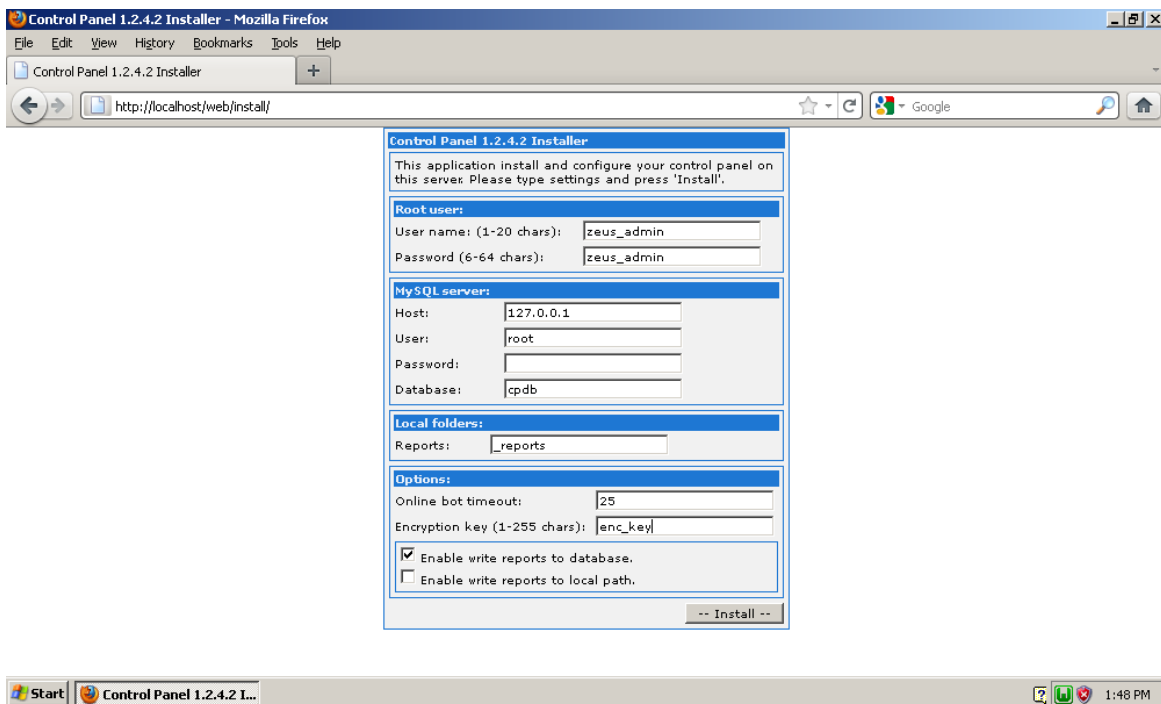 Control Panel 1.2.4.2 Installer - Mozilla Firefox
File Edit View History Bookmarks Tools Help
Control Panel 1.2.4.2 Installer +
http://localhost/web/install/ Google
Control Panel 1.2.4.2 Installer
This application install and configure your control panel on
this server. Please type settings and press 'Install'.
Root user:
User name: (1-20 chars): zeus_admin
Password (6-64 chars): zeus_admin
MySQL server:
Host: 127.0.0.1
User: root
Password:
Database: cpdb
Local folders:
Reports: _reports
Options:
Online bot timeout: 25
Encryption key (1-255 chars): enc_key
Enable write reports to database.
Enable write reports to local path.
-- Install --
Start Control Panel 1.2.4.2 I... 1:48 PM